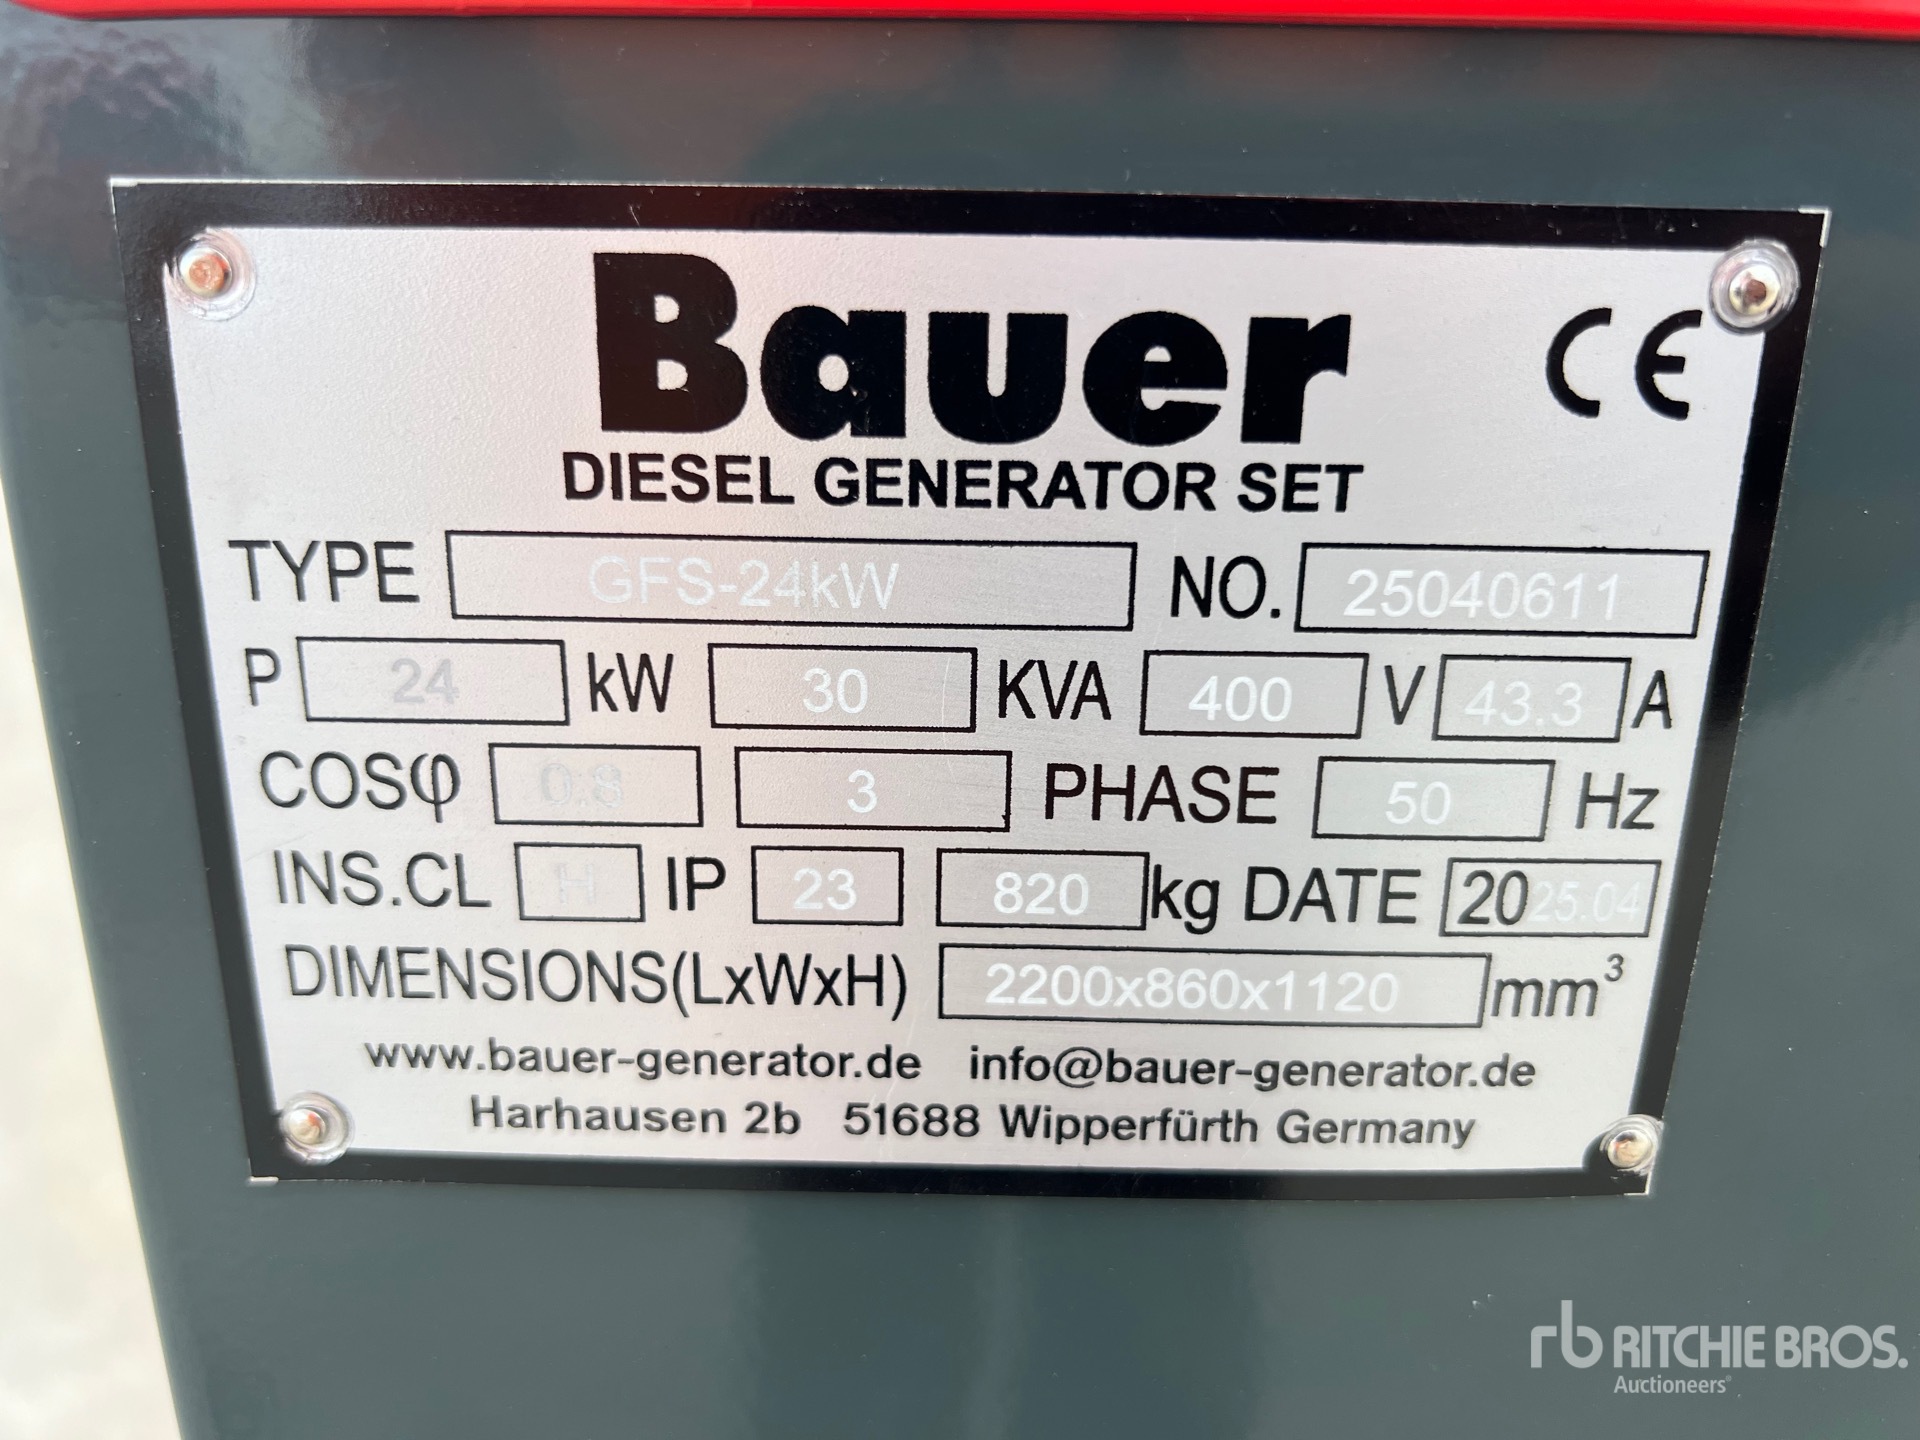 Bauer CE
DIESEL GENERATOR SET
TYPE GFS-24kW NO. 25040611
P 24 kW 30 KVA 400 V 43.3 A
COSφ 0.8 3 PHASE 50 Hz
INS.CL H IP 23 820 kg DATE 2025.04
DIMENSIONS(LxWxH) 2200x860x1120 mm³
www.bauer-generator.de info@bauer-generator.de
Harhausen 2b 51688 Wipperfürth Germany
rb RITCHIE BROS.
Auctioneers